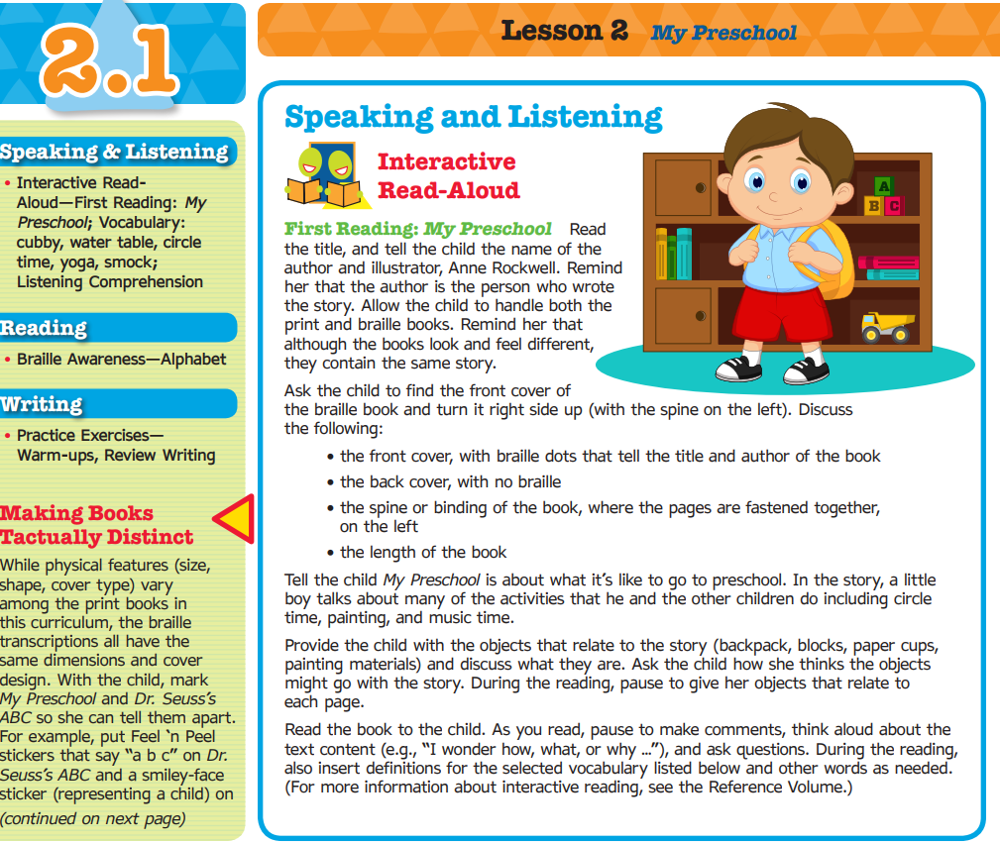 2.1
Speaking & Listening
• Interactive Read-
Aloud—First Reading: My
Preschool; Vocabulary:
cubby, water table, circle
time, yoga, smock;
Listening Comprehension
Reading
• Braille Awareness—Alphabet
Writing
• Practice Exercises—
Warm-ups, Review Writing
Making Books
Tactually Distinct
While physical features (size,
shape, cover type) vary
among the print books in
this curriculum, the braille
transcriptions all have the
same dimensions and cover
design. With the child, mark
My Preschool and Dr. Seuss's
ABC so she can tell them apart.
For example, put Feel 'n Peel
stickers that say "a b c" on Dr.
Seuss's ABC and a smiley-face
sticker (representing a child) on
(continued on next page)
Lesson 2 My Preschool
Speaking and Listening
Interactive
Read-Aloud
First Reading: My Preschool Read
the title, and tell the child the name of the
author and illustrator, Anne Rockwell. Remind
her that the author is the person who wrote
the story. Allow the child to handle both the
print and braille books. Remind her that
although the books look and feel different,
they contain the same story.
Ask the child to find the front cover of
the braille book and turn it right side up (with the spine on the left). Discuss
the following:
• the front cover, with braille dots that tell the title and author of the book
• the back cover, with no braille
• the spine or binding of the book, where the pages are fastened together,
on the left
• the length of the book
Tell the child My Preschool is about what it's like to go to preschool. In the story, a little
boy talks about many of the activities that he and the other children do including circle
time, painting, and music time.
Provide the child with the objects that relate to the story (backpack, blocks, paper cups,
painting materials) and discuss what they are. Ask the child how she thinks the objects
might go with the story. During the reading, pause to give her objects that relate to
each page.
Read the book to the child. As you read, pause to make comments, think aloud about the
text content (e.g., "I wonder how, what, or why ..."), and ask questions. During the reading,
also insert definitions for the selected vocabulary listed below and other words as needed.
(For more information about interactive reading, see the Reference Volume.)
A
B C